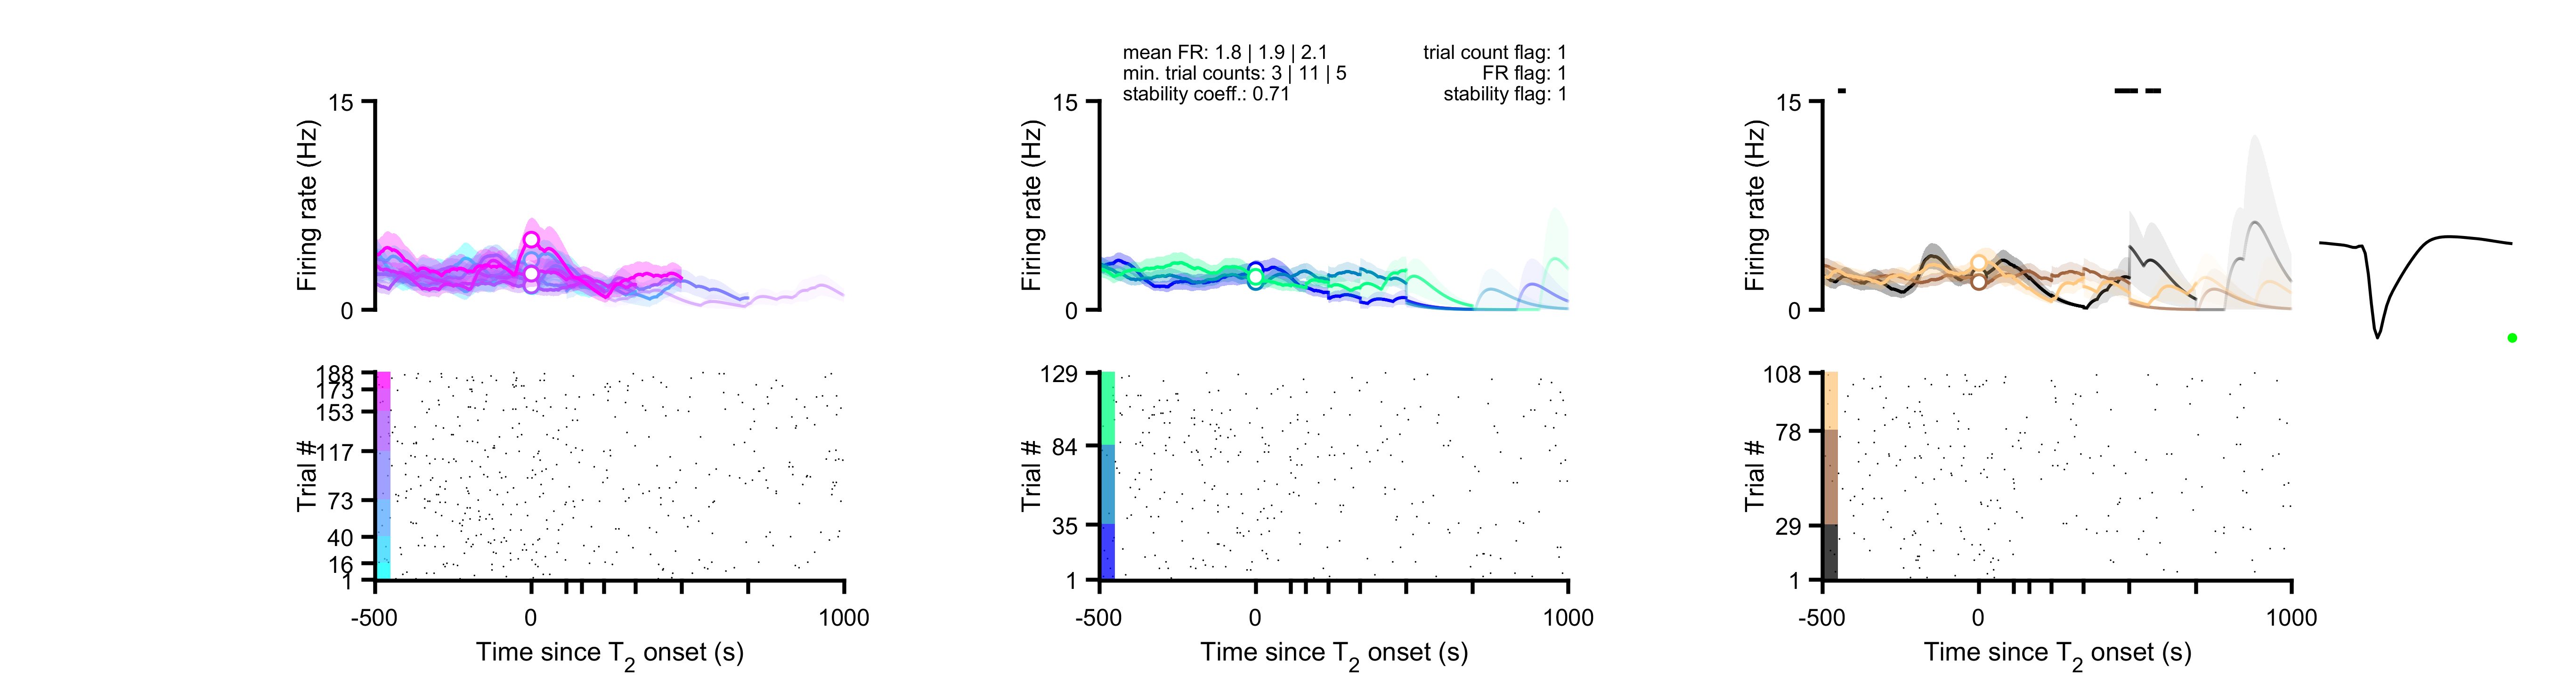 mean FR: 1.8 | 1.9 | 2.1
min. trial counts: 3 | 11 | 5
stability coeff.: 0.71
trial count flag: 1
FR flag: 1
stability flag: 1
15
0
Firing rate (Hz)
15
0
Firing rate (Hz)
15
0
Firing rate (Hz)
188
173
153
117
73
40
16
1
Trial #
-500
0
1000
Time since T2 onset (s)
129
84
35
1
Trial #
-500
0
1000
Time since T2 onset (s)
108
78
29
1
Trial #
-500
0
1000
Time since T2 onset (s)